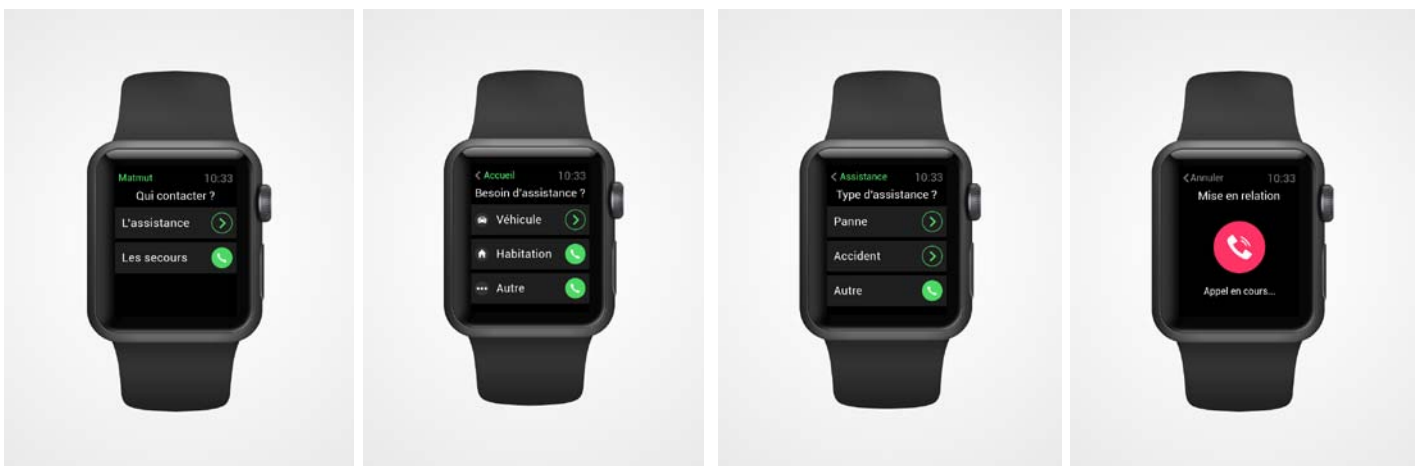 Matmut 10:33
Qui contacter ?
L'assistance
Les secours
< Accueil 10:33
Besoin d'assistance ?
Véhicule
Habitation
Autre
< Assistance 10:33
Type d'assistance ?
Panne
Accident
Autre
<Annuler 10:33
Mise en relation
Appel en cours...